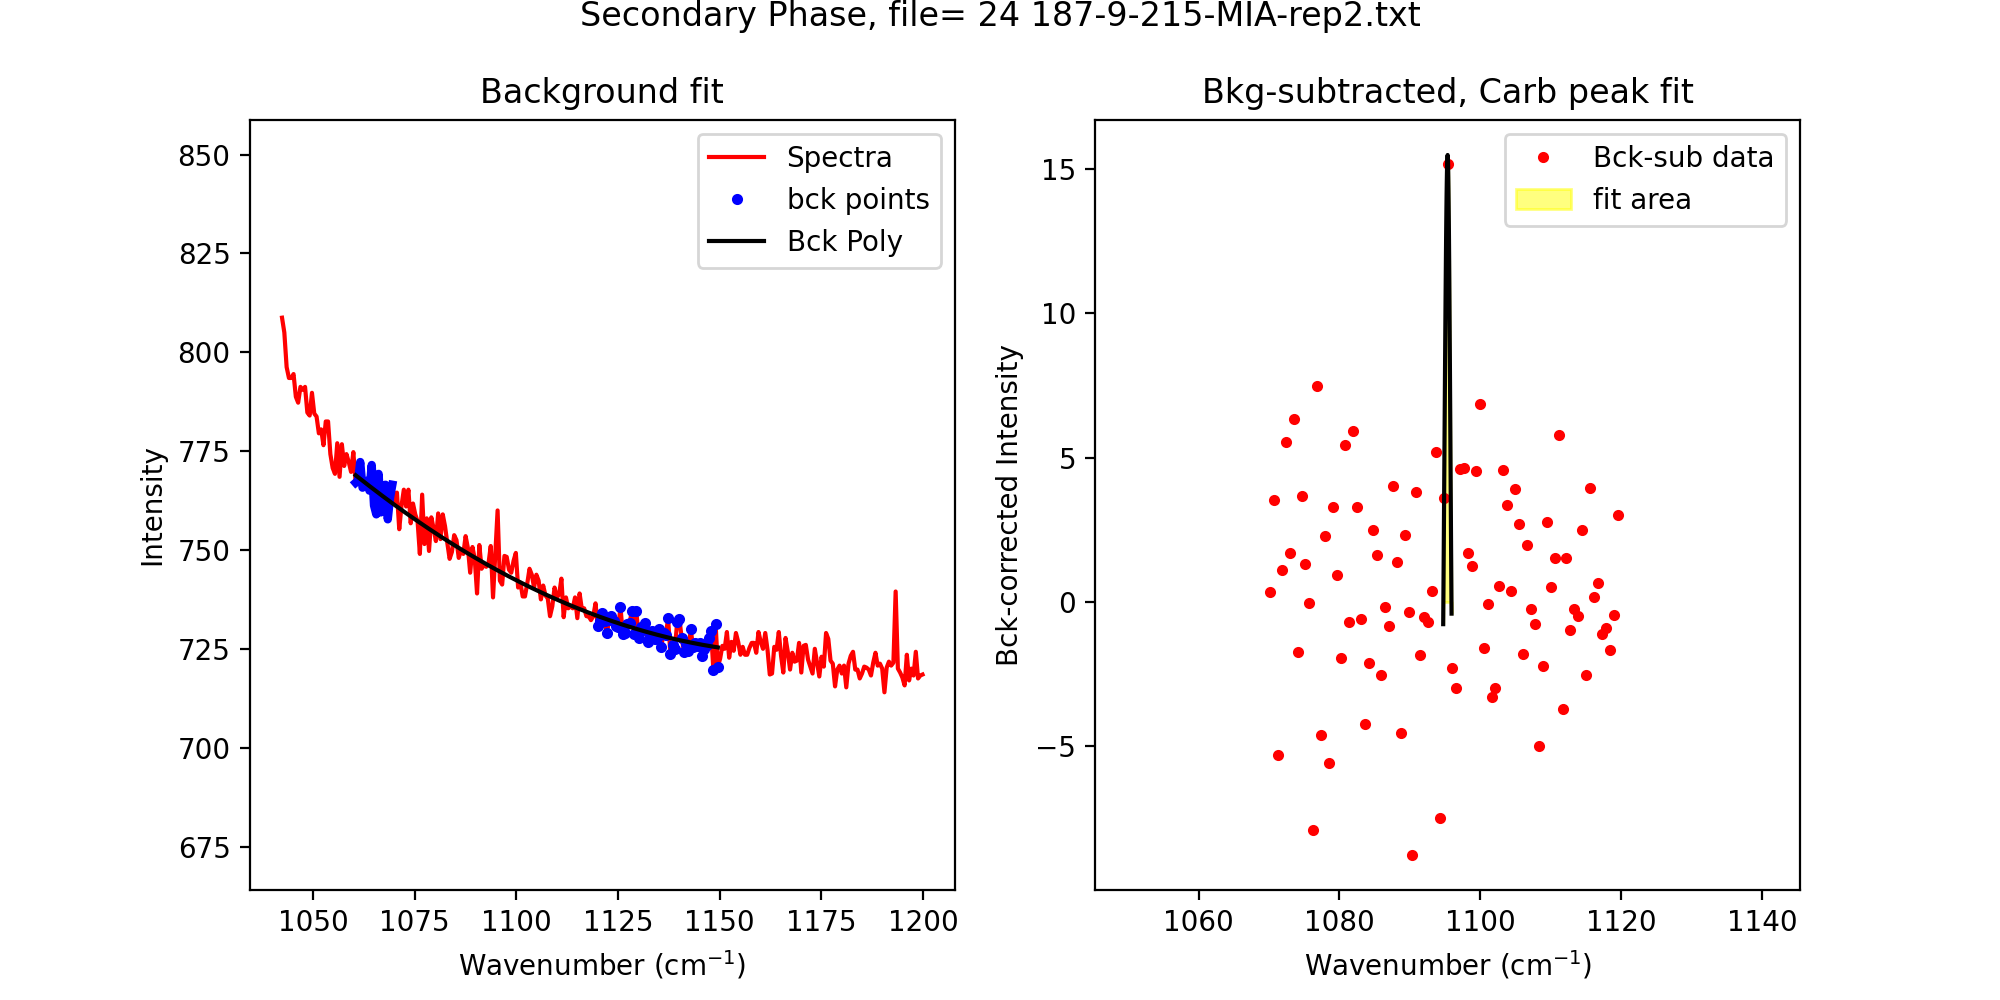 Secondary Phase, file= 24 187-9-215-MIA-rep2.txt
Background fit
850
825
800
775
750
725
700
675
Intensity
Spectra
bck points
Bck Poly
1050 1075 1100 1125 1150 1175 1200
Wavenumber (cm⁻¹)
Bkg-subtracted, Carb peak fit
15
10
5
0
−5
Bck-corrected Intensity
Bck-sub data
fit area
1060 1080 1100 1120 1140
Wavenumber (cm⁻¹)